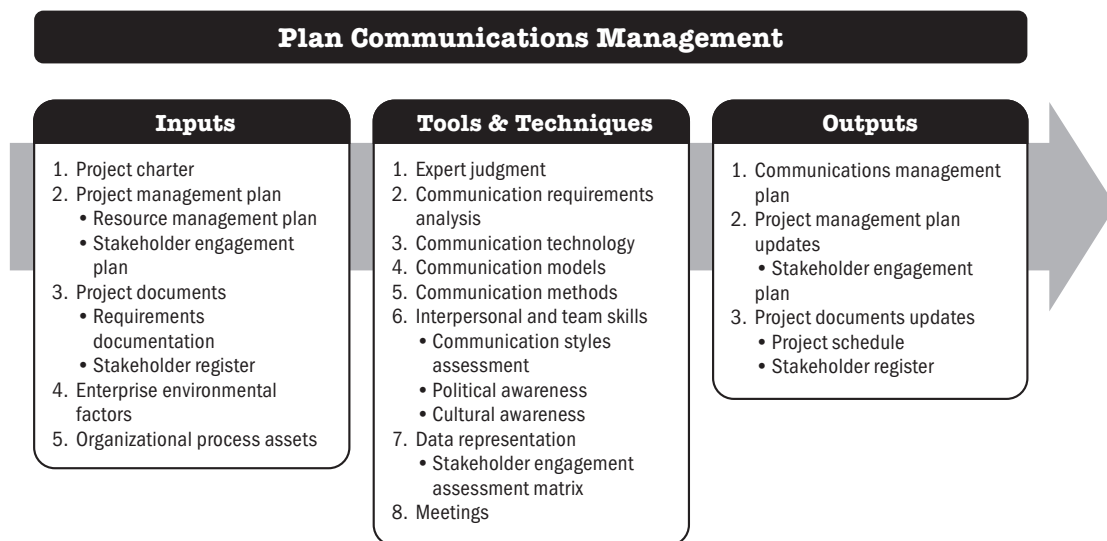 Plan Communications Management
Inputs
1. Project charter
2. Project management plan
• Resource management plan
• Stakeholder engagement
plan
3. Project documents
• Requirements
documentation
• Stakeholder register
4. Enterprise environmental
factors
5. Organizational process assets
Tools & Techniques
1. Expert judgment
2. Communication requirements
analysis
3. Communication technology
4. Communication models
5. Communication methods
6. Interpersonal and team skills
• Communication styles
assessment
• Political awareness
• Cultural awareness
7. Data representation
• Stakeholder engagement
assessment matrix
8. Meetings
Outputs
1. Communications management
plan
2. Project management plan
updates
• Stakeholder engagement
plan
3. Project documents updates
• Project schedule
• Stakeholder register